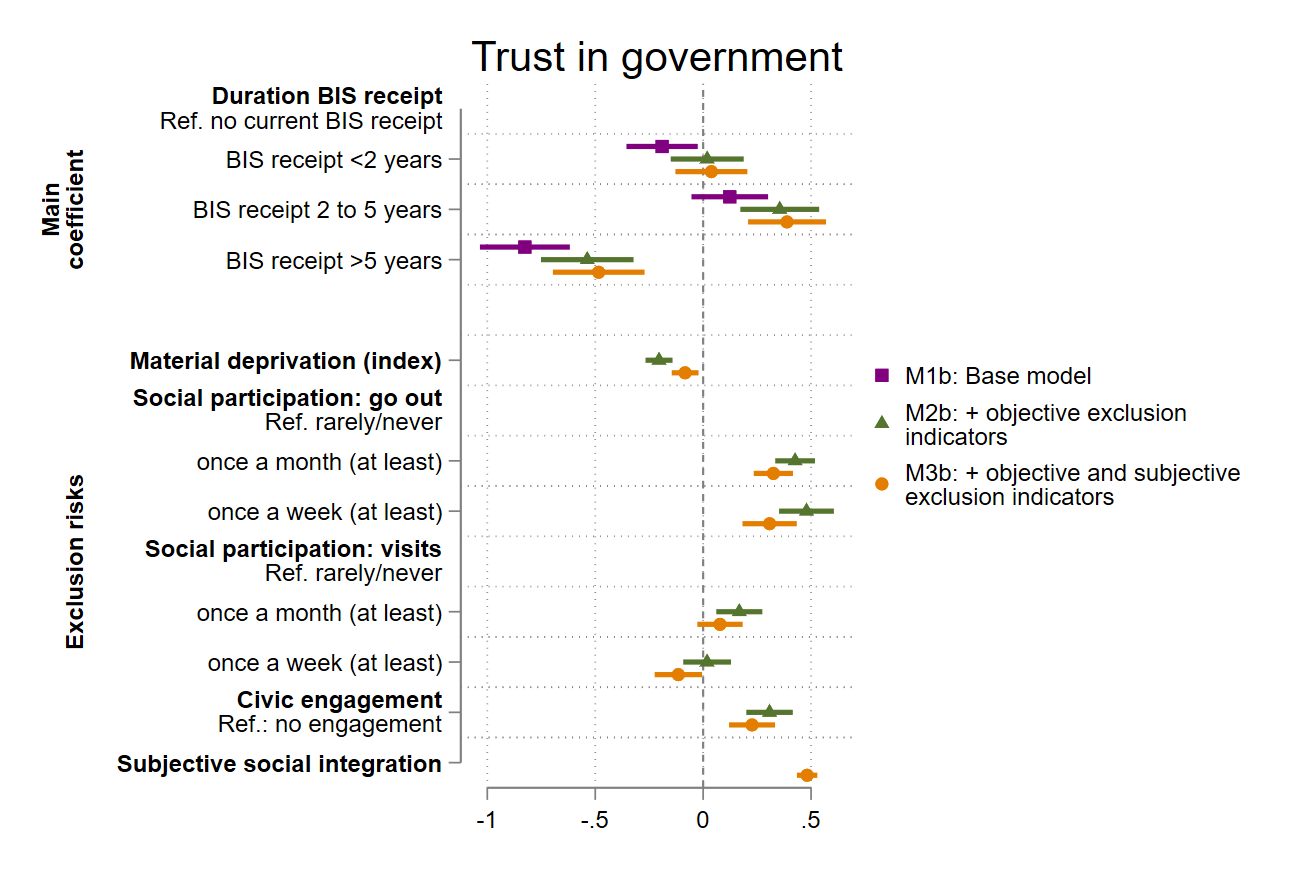 Trust in government
Duration BIS receipt
Ref. no current BIS receipt
BIS receipt <2 years
BIS receipt 2 to 5 years
BIS receipt >5 years
Main
coefficient
Material deprivation (index)
Social participation: go out
Ref. rarely/never
once a month (at least)
once a week (at least)
Social participation: visits
Ref. rarely/never
once a month (at least)
once a week (at least)
Civic engagement
Ref.: no engagement
Subjective social integration
Exclusion risks
-1
-.5
0
.5
M1b: Base model
M2b: + objective exclusion
indicators
M3b: + objective and subjective
exclusion indicators